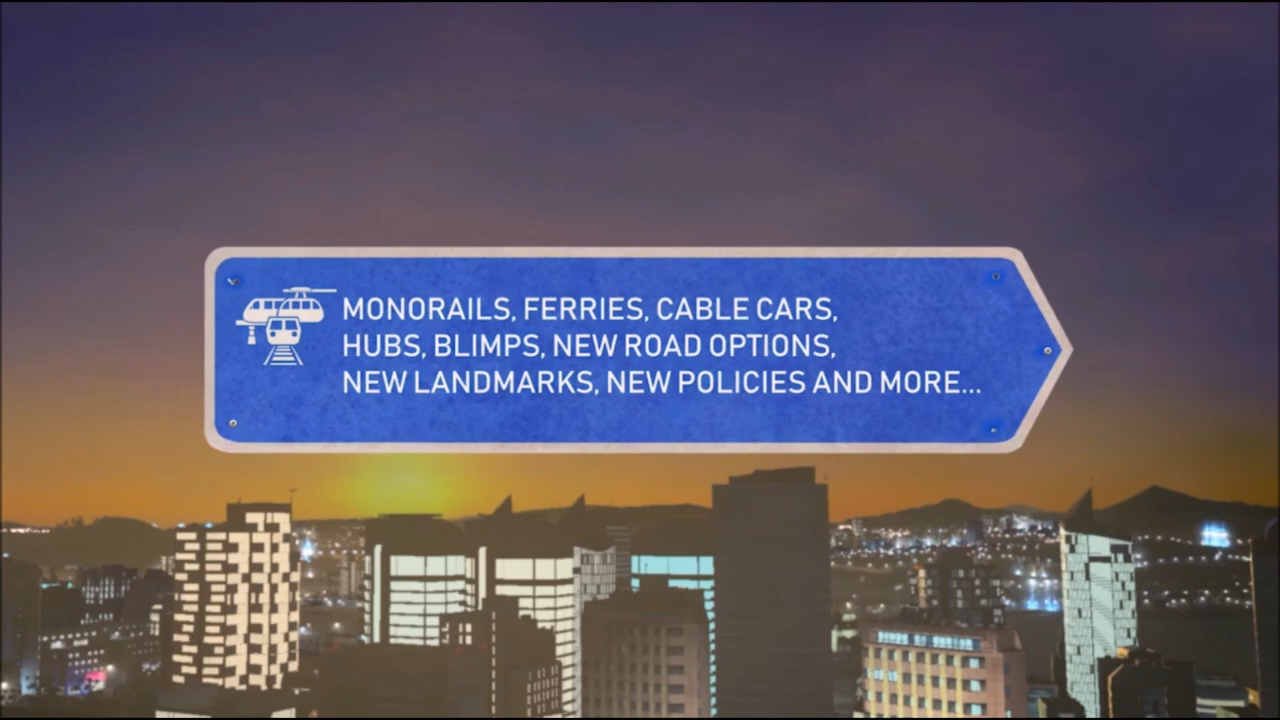 MONORAILS, FERRIES, CABLE CARS,
HUBS, BLIMPS, NEW ROAD OPTIONS,
NEW LANDMARKS, NEW POLICIES AND MORE...